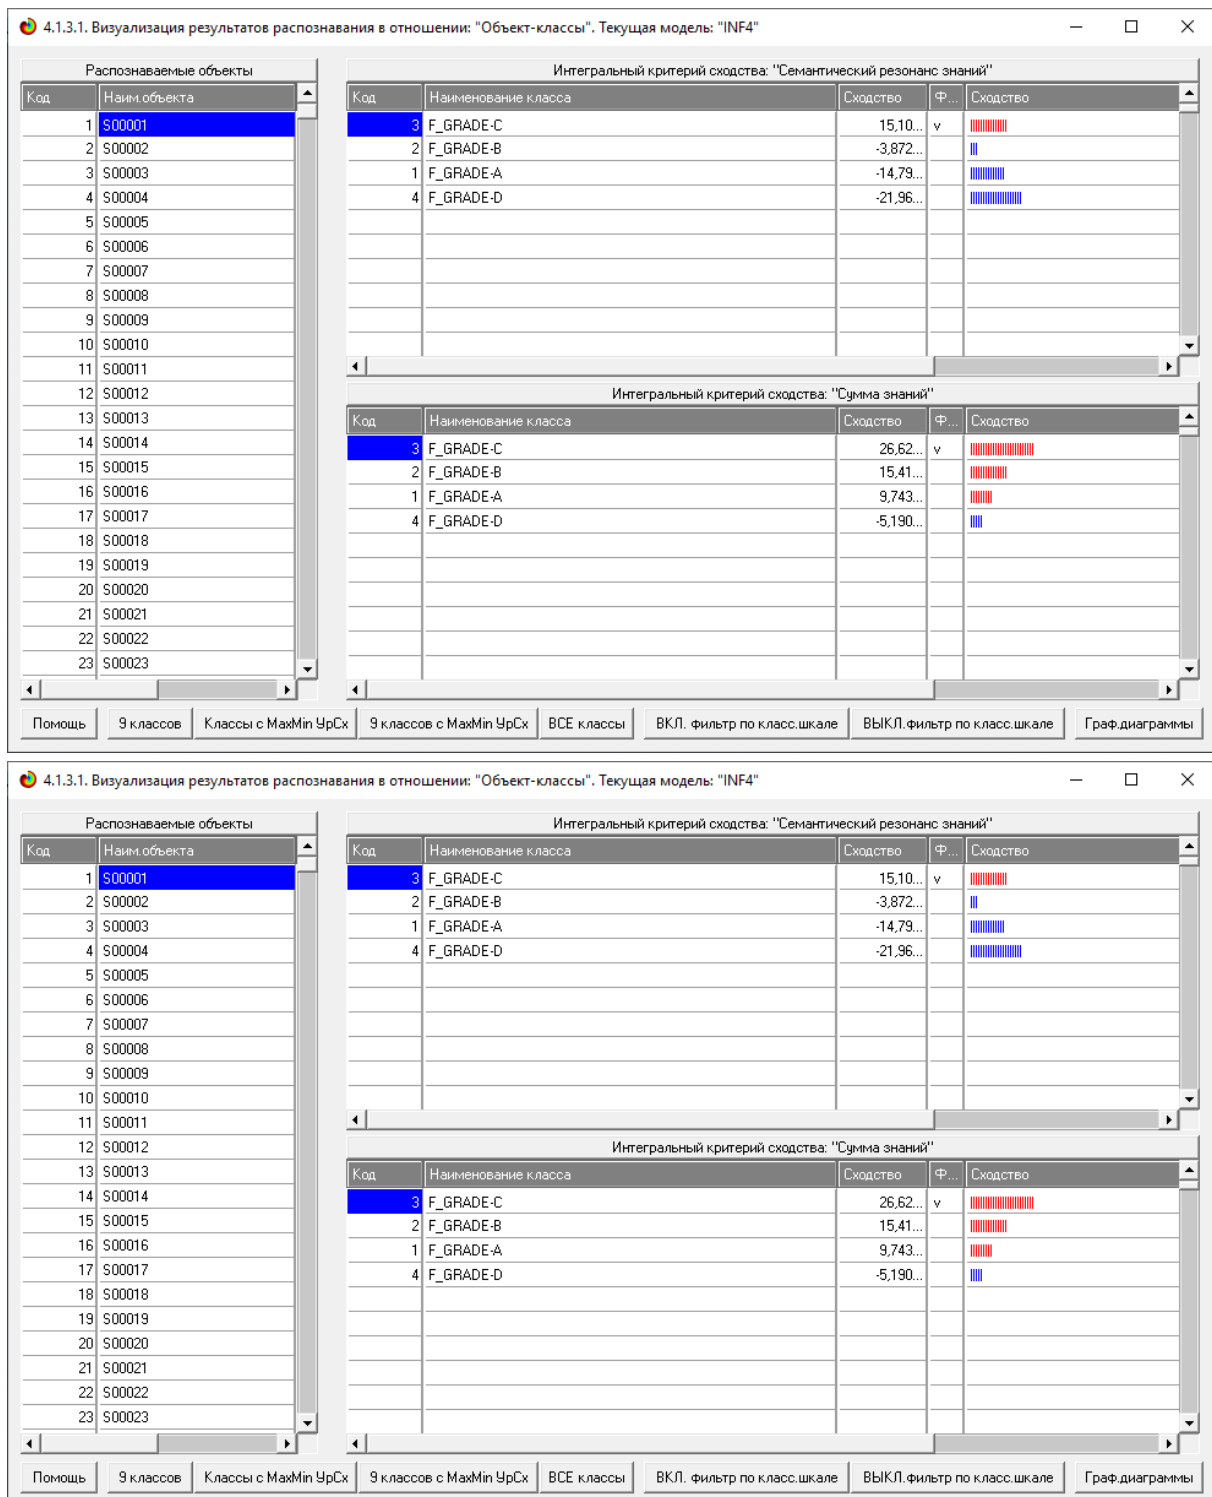 4.1.3.1. Визуализация результатов распознавания в отношении: "Объект-классы". Текущая модель: "INF4"
Распознаваемые объекты
Код Наим.объекта
1 S00001
2 S00002
3 S00003
4 S00004
5 S00005
6 S00006
7 S00007
8 S00008
9 S00009
10 S00010
11 S00011
12 S00012
13 S00013
14 S00014
15 S00015
16 S00016
17 S00017
18 S00018
19 S00019
20 S00020
21 S00021
22 S00022
23 S00023
Интегральный критерий сходства: "Семантический резонанс знаний"
Код Наименование класса Сходство Ф... Сходство
3 F_GRADE-C 15,10... v
2 F_GRADE-B -3,872...
1 F_GRADE-A -14,79...
4 F_GRADE-D -21,96...
Интегральный критерий сходства: "Сумма знаний"
Код Наименование класса Сходство Ф... Сходство
3 F_GRADE-C 26,62... v
2 F_GRADE-B 15,41...
1 F_GRADE-A 9,743...
4 F_GRADE-D -5,190...
Помощь 9 классов Классы с MaxMin УрСх 9 классов с MaxMin УрСх ВСЕ классы ВКЛ. фильтр по класс.шкале ВЫКЛ.фильтр по класс.шкале Граф.диаграммы
4.1.3.1. Визуализация результатов распознавания в отношении: "Объект-классы". Текущая модель: "INF4"
Распознаваемые объекты
Код Наим.объекта
1 S00001
2 S00002
3 S00003
4 S00004
5 S00005
6 S00006
7 S00007
8 S00008
9 S00009
10 S00010
11 S00011
12 S00012
13 S00013
14 S00014
15 S00015
16 S00016
17 S00017
18 S00018
19 S00019
20 S00020
21 S00021
22 S00022
23 S00023
Интегральный критерий сходства: "Семантический резонанс знаний"
Код Наименование класса Сходство Ф... Сходство
3 F_GRADE-C 15,10... v
2 F_GRADE-B -3,872...
1 F_GRADE-A -14,79...
4 F_GRADE-D -21,96...
Интегральный критерий сходства: "Сумма знаний"
Код Наименование класса Сходство Ф... Сходство
3 F_GRADE-C 26,62... v
2 F_GRADE-B 15,41...
1 F_GRADE-A 9,743...
4 F_GRADE-D -5,190...
Помощь 9 классов Классы с MaxMin УрСх 9 классов с MaxMin УрСх ВСЕ классы ВКЛ. фильтр по класс.шкале ВЫКЛ.фильтр по класс.шкале Граф.диаграммы